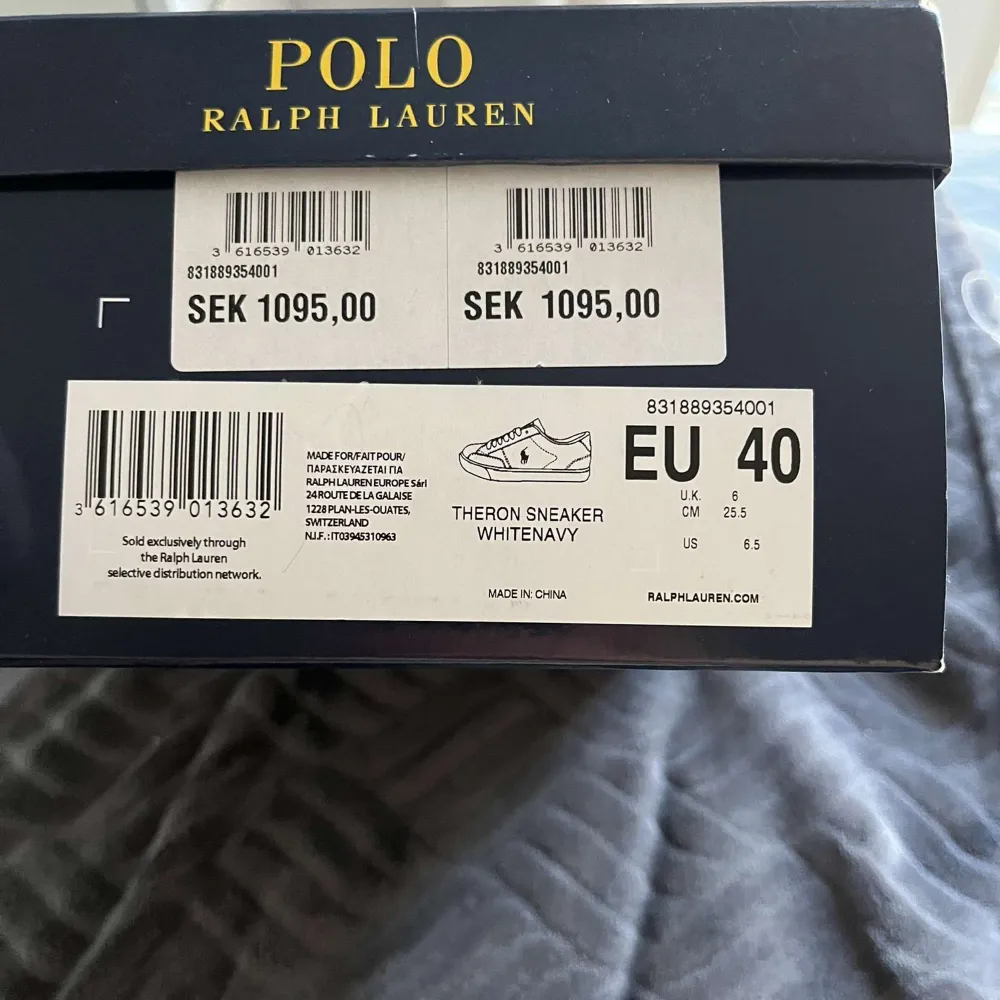 POLO
RALPH LAUREN
3 616539 013632
831889354001
SEK 1095,00
3 616539 013632
831889354001
SEK 1095,00
3 616539 013632
Sold exclusively through
the Ralph Lauren
selective distribution network.
MADE FOR/FAIT POUR/
ΠΑΡΑΣΚΕΥΑΖΕΤΑΙ ΓΙΑ
RALPH LAUREN EUROPE Sárl
24 ROUTE DE LA GALAISE
1228 PLAN-LES-OUATES,
SWITZERLAND
N.I.F.: IT03945310963
THERON SNEAKER
WHITENAVY
MADE IN: CHINA
831889354001
EU 40
U.K. 6
CM 25.5
US 6.5
RALPHLAUREN.COM